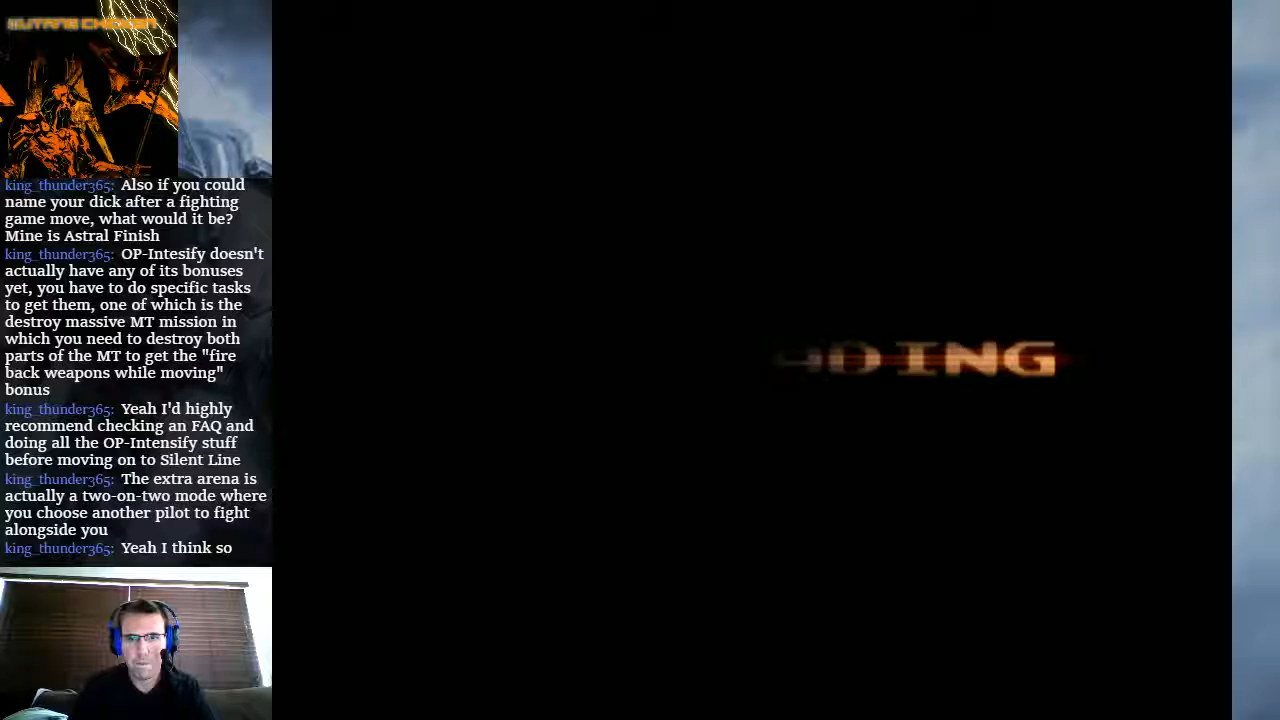 MUTANT CHICKEN
king_thunder365: Also if you could
name your dick after a fighting
game move, what would it be?
Mine is Astral Finish
king_thunder365: OP-Intesify doesn't
actually have any of its bonuses
yet, you have to do specific tasks
to get them, one of which is the
destroy massive MT mission in
which you need to destroy both
parts of the MT to get the "fire
back weapons while moving"
bonus
king_thunder365: Yeah I'd highly
recommend checking an FAQ and
doing all the OP-Intensify stuff
before moving on to Silent Line
king_thunder365: The extra arena is
actually a two-on-two mode where
you choose another pilot to fight
alongside you
king_thunder365: Yeah I think so
ADING